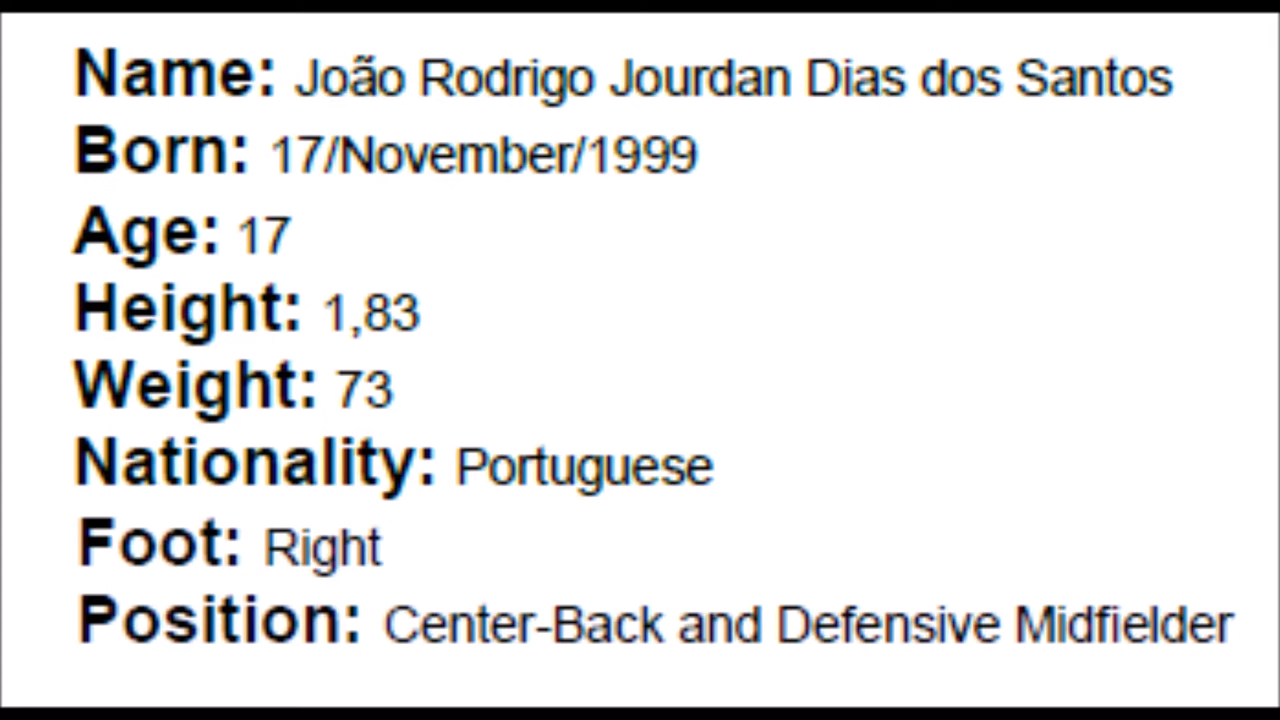 Name: João Rodrigo Jourdan Dias dos Santos
Born: 17/November/1999
Age: 17
Height: 1,83
Weight: 73
Nationality: Portuguese
Foot: Right
Position: Center-Back and Defensive Midfielder